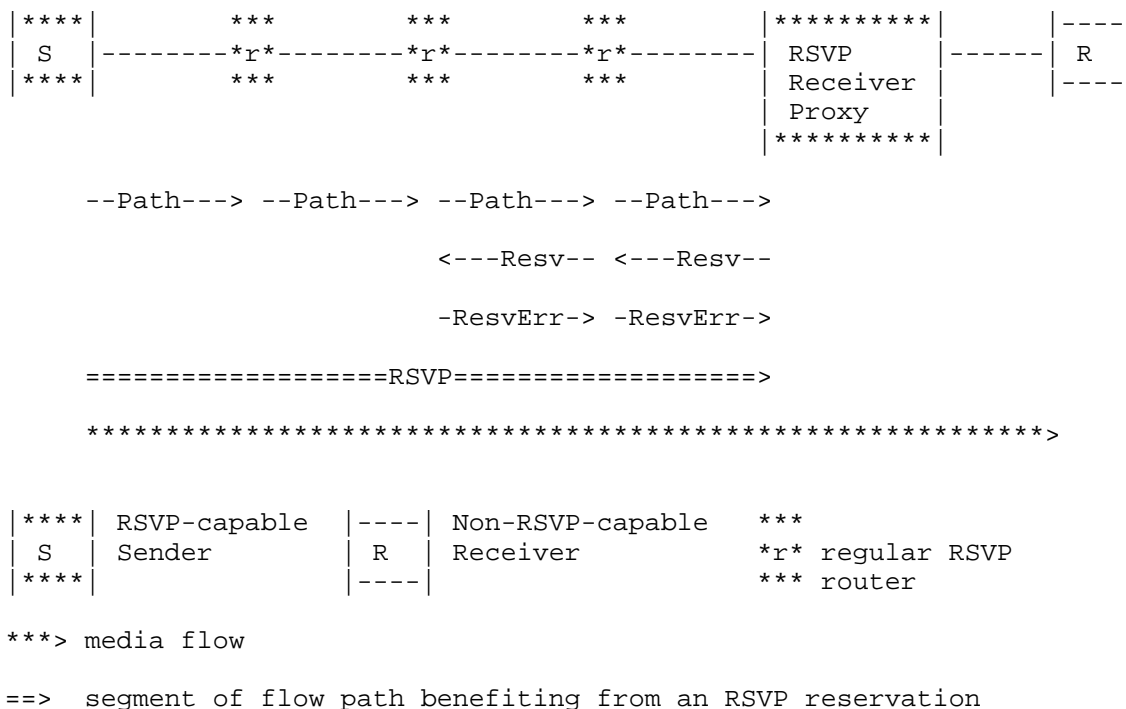 |****|          ***        ***        ***        |**********|       |----
| S  |--------*r*--------*r*--------*r*--------| RSVP     |------| R
|****|          ***        ***        ***        | Receiver |       |----
                                               | Proxy    |
                                               |**********|
--Path---> --Path---> --Path---> --Path--->
<---Resv-- <---Resv--
-ResvErr-> -ResvErr->
===================RSVP===================>
************************************************************>
|****| RSVP-capable  |----| Non-RSVP-capable   ***
| S  | Sender        | R  | Receiver           *r* regular RSVP
|****|               |----|                    *** router
***> media flow
==>  segment of flow path benefiting from an RSVP reservation